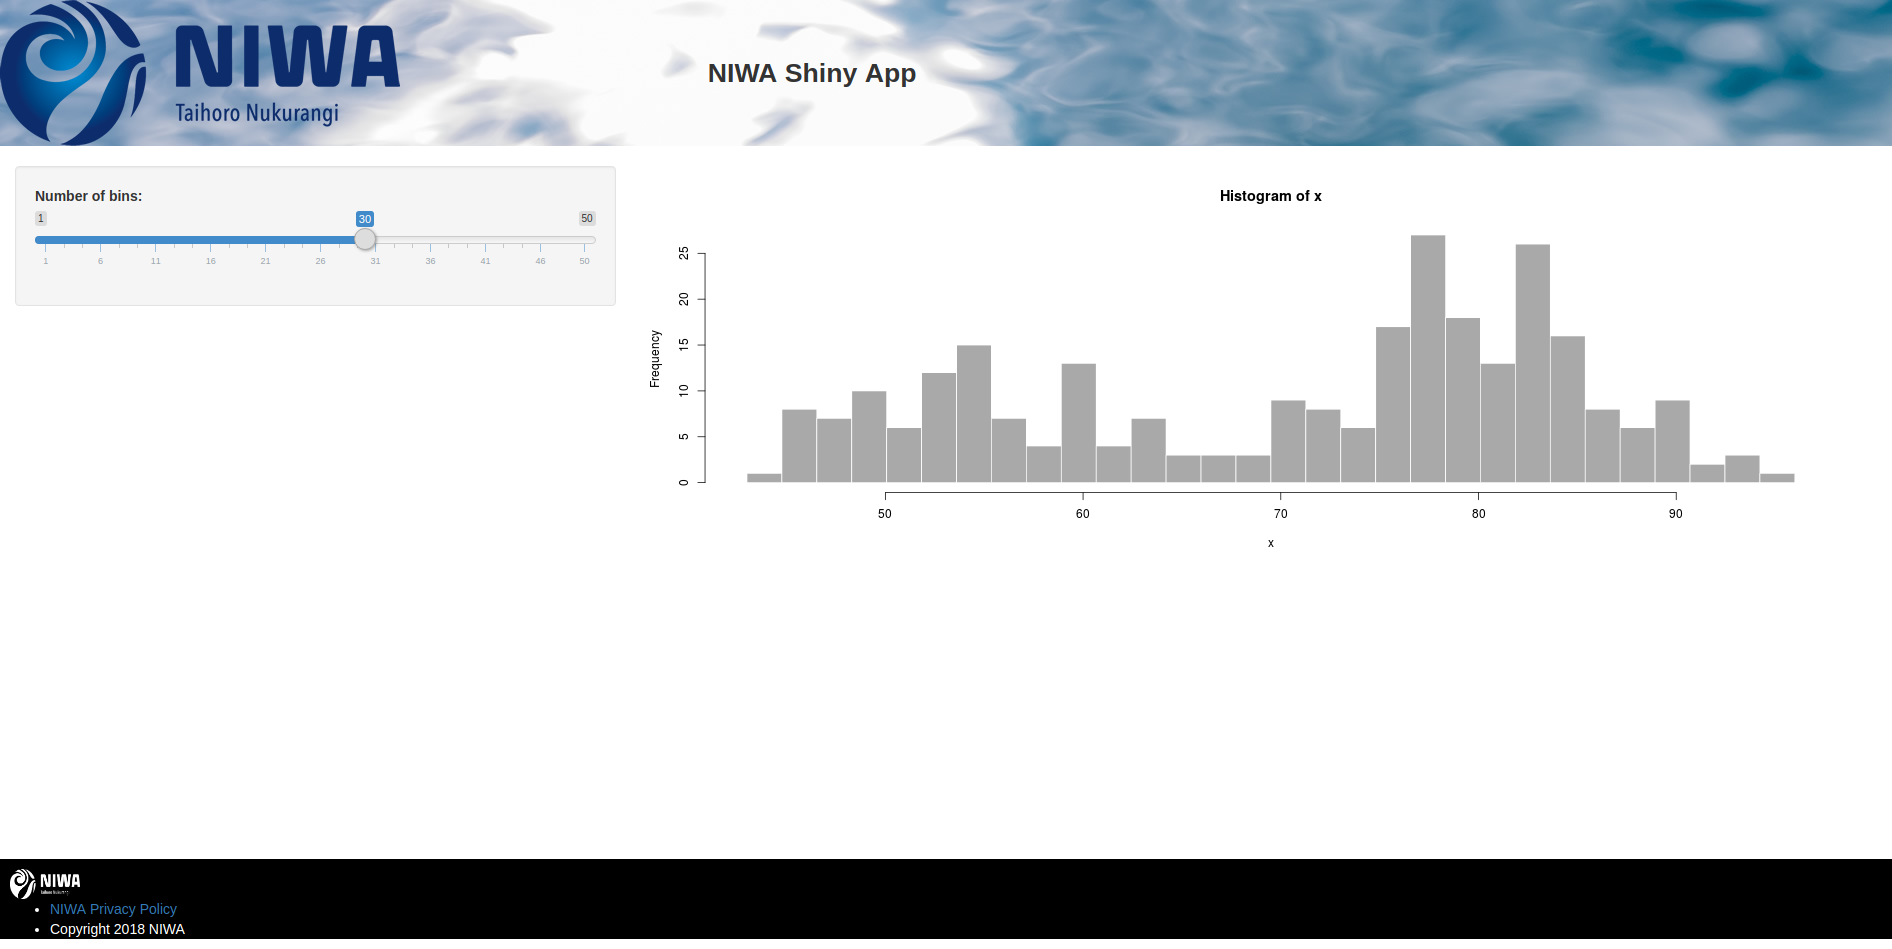 NIWA
Taihoro Nukurangi
NIWA Shiny App
Number of bins:
1 30 50
1 6 11 16 21 26 31 36 41 46 50
Histogram of x
Frequency
25
20
15
10
5
0
50 60 70 80 90
x
NIWA
Taihoro Nukurangi
NIWA Privacy Policy
Copyright 2018 NIWA